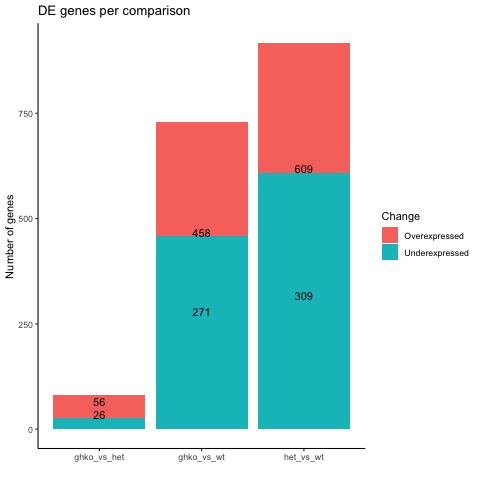 DE genes per comparison
Number of genes
750
500
250
0
56
26
458
271
609
309
ghko_vs_het
ghko_vs_wt
het_vs_wt
Change
Overexpressed
Underexpressed